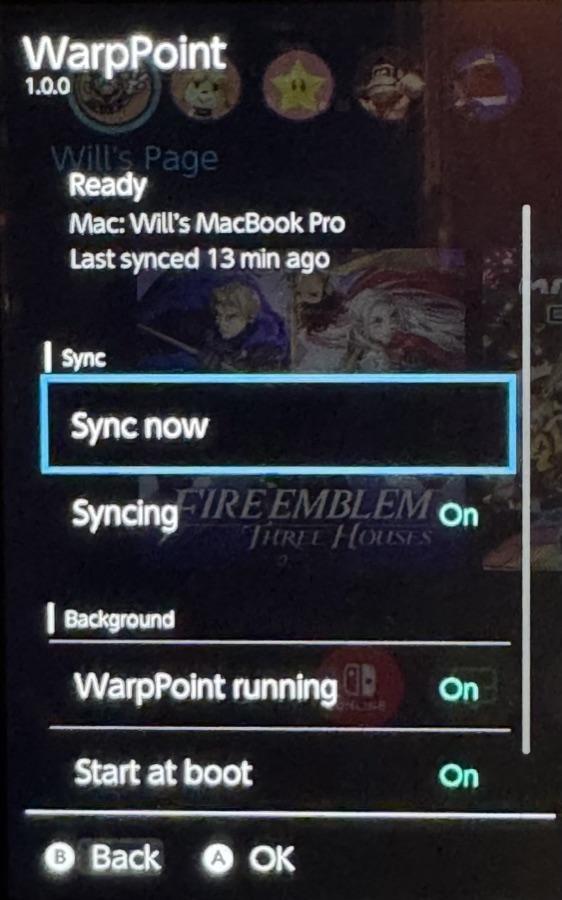 WarpPoint
1.0.0
Will's Page
Ready
Mac: Will's MacBook Pro
Last synced 13 min ago
Sync
Sync now
Syncing On
FIRE EMBLEM
THREE HOUSES
Background
WarpPoint running On
ONLINE
Start at boot On
B Back A OK